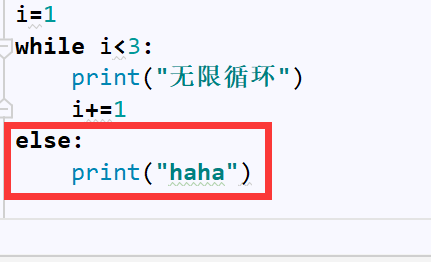 i=1
while i<3:
    print("无限循环")
    i+=1
else:
    print("haha")